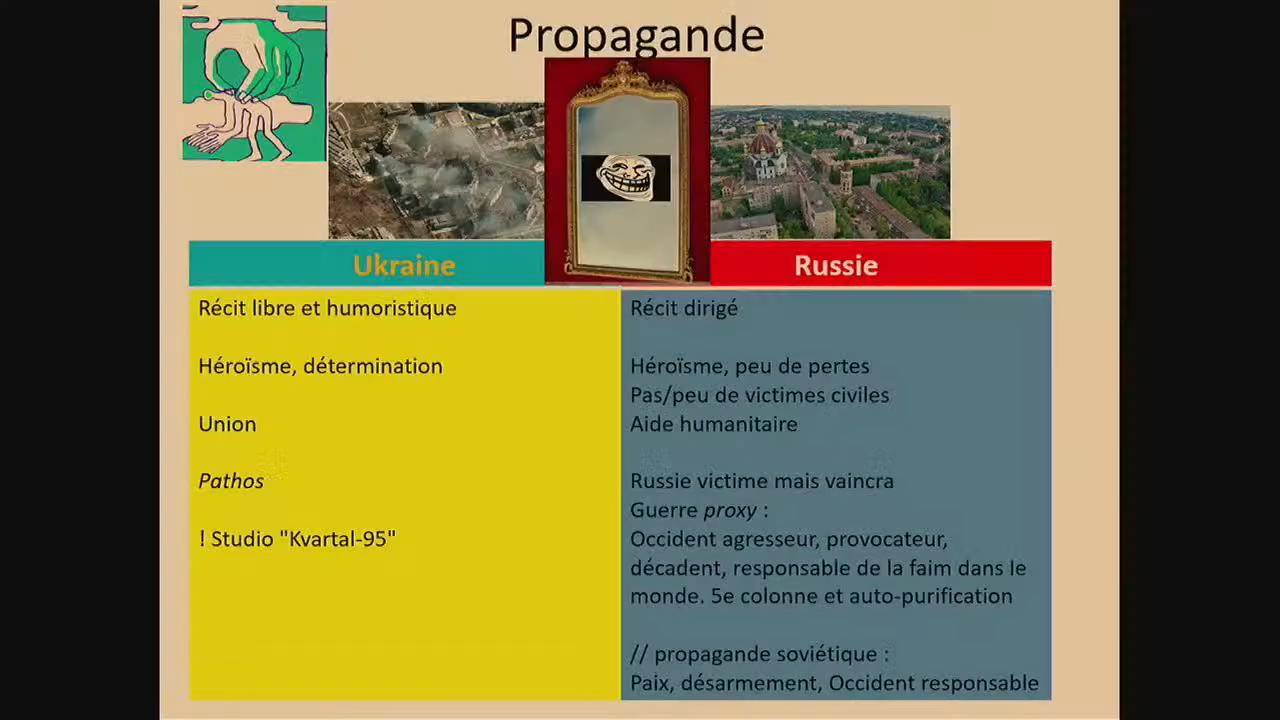 Propagande
Ukraine
Russie
Récit libre et humoristique
Héroïsme, détermination
Union
Pathos
! Studio "Kvartal-95"
Récit dirigé
Héroïsme, peu de pertes
Pas/peu de victimes civiles
Aide humanitaire
Russie victime mais vaincra
Guerre proxy :
Occident agresseur, provocateur,
décadent, responsable de la faim dans le
monde. 5e colonne et auto-purification
// propagande soviétique :
Paix, désarmement, Occident responsable